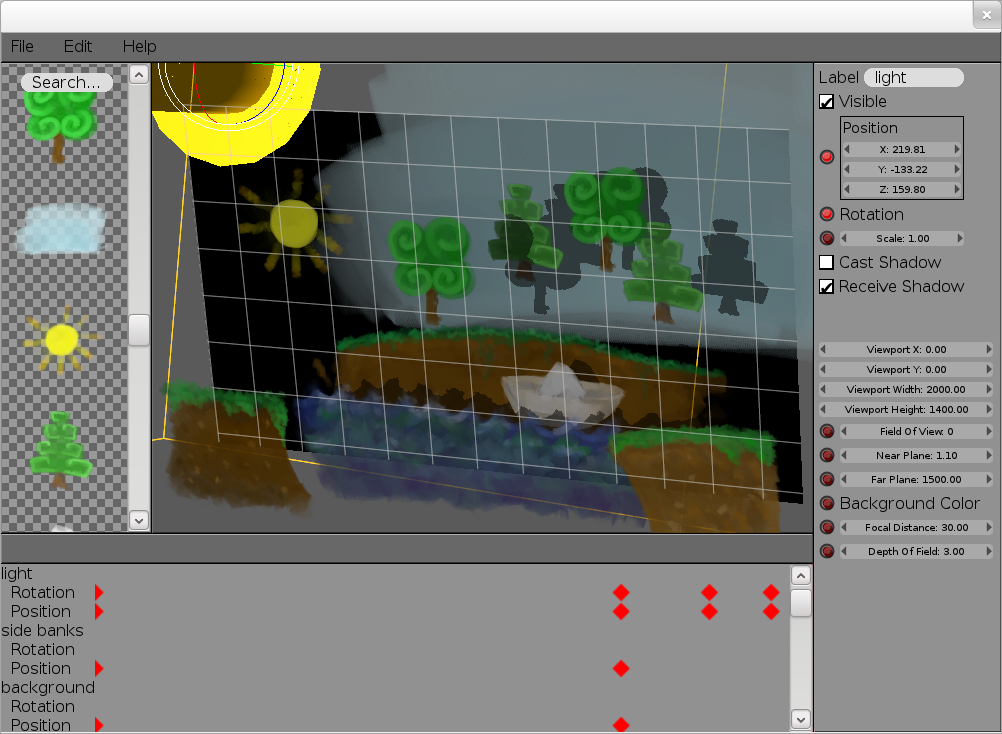 File Edit Help
Search...
Label light
Visible
Position
X: 219.81
Y: -133.22
Z: 159.80
Rotation
Scale: 1.00
Cast Shadow
Receive Shadow
Viewport X: 0.00
Viewport Y: 0.00
Viewport Width: 2000.00
Viewport Height: 1400.00
Field Of View: 0
Near Plane: 1.10
Far Plane: 1500.00
Background Color
Focal Distance: 30.00
Depth Of Field: 3.00
light
Rotation
Position
side banks
Rotation
Position
background
Rotation
Position